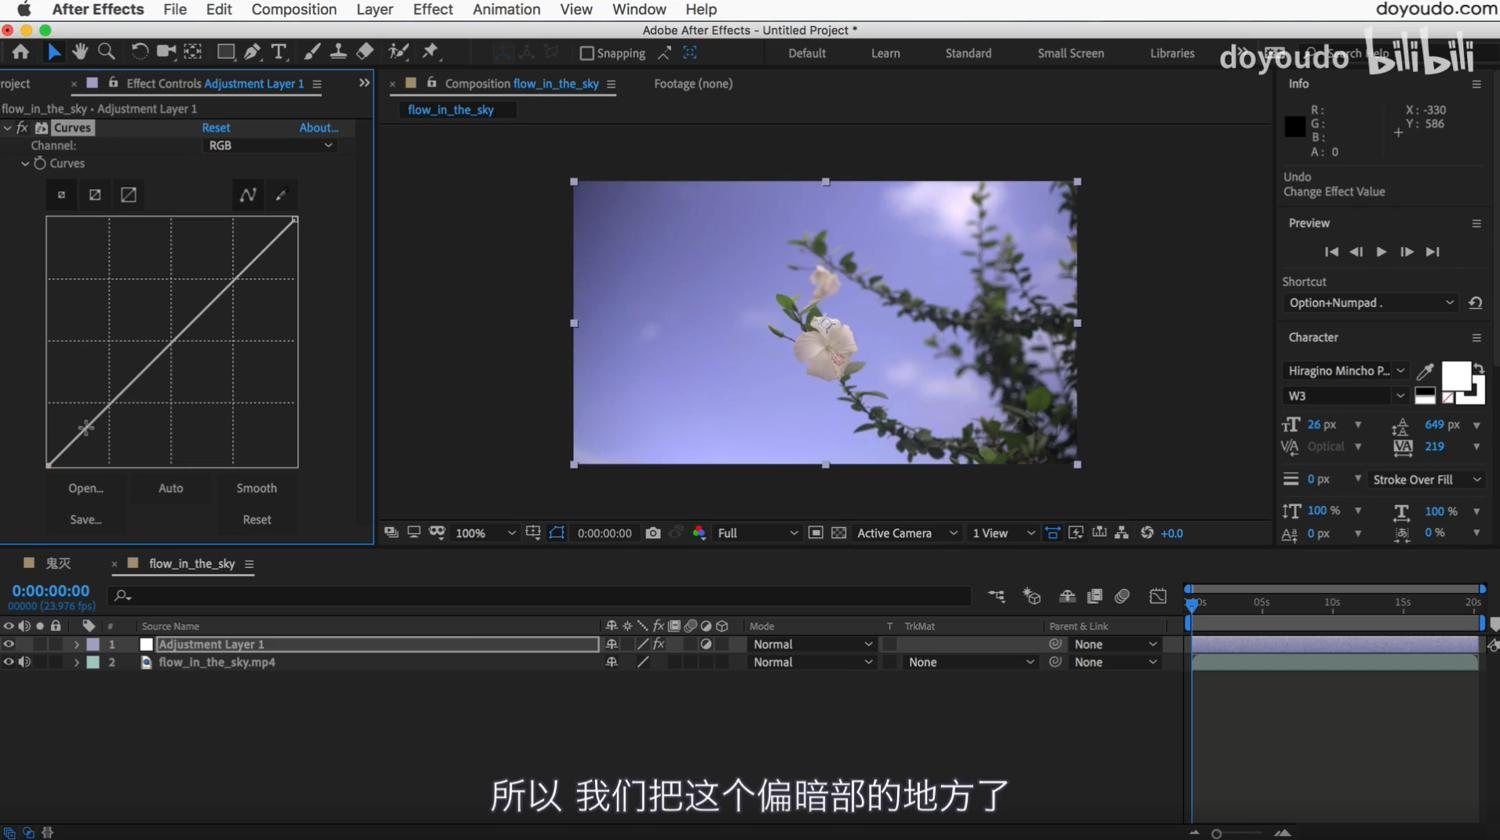 After Effects File Edit Composition Layer Effect Animation View Window Help
doyoudo.com
Adobe After Effects - Untitled Project *
Snapping
Default Learn Standard Small Screen Libraries
Search Help
doyoudo bilibili
roject Effect Controls Adjustment Layer 1
flow_in_the_sky • Adjustment Layer 1
fx Curves Reset About...
Channel: RGB
Curves
Open... Auto Smooth
Save... Reset
Composition flow_in_the_sky Footage (none)
flow_in_the_sky
100% 0:00:00:00 Full Active Camera 1 View +0.0
Info
R: X: -330
G: Y: 586
B:
A: 0
Undo
Change Effect Value
Preview
Shortcut
Option+Numpad .
Character
Hiragino Mincho P...
W3
26 px 649 px
Optical 219
0 px Stroke Over Fill
100 % 100 %
0 px 0 %
鬼灭 flow_in_the_sky
0:00:00:00
00000 (23.976 fps)
05s 10s 15s 20s
# Source Name fx Mode T TrkMat Parent & Link
1 Adjustment Layer 1 fx Normal None
2 flow_in_the_sky.mp4 Normal None None
所以 我们把这个偏暗部的地方了